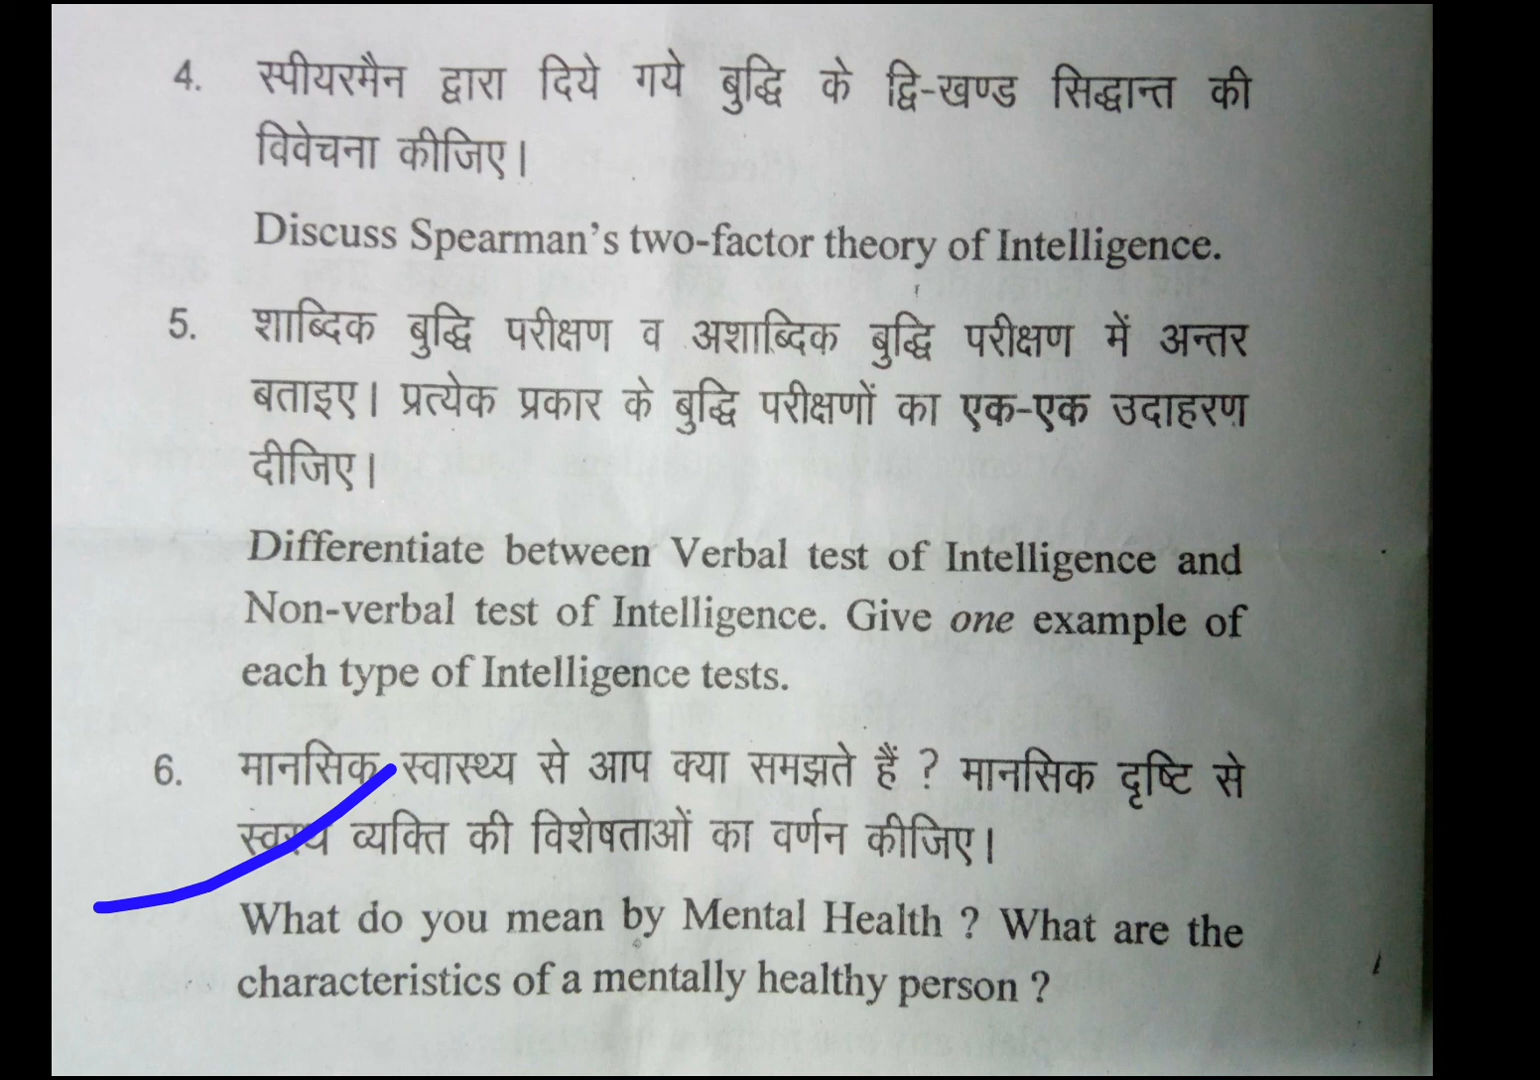 4. स्पीयरमैन द्वारा दिये गये बुद्धि के द्वि-खण्ड सिद्धान्त की
विवेचना कीजिए।
Discuss Spearman's two-factor theory of Intelligence.
5. शाब्दिक बुद्धि परीक्षण व अशाब्दिक बुद्धि परीक्षण में अन्तर
बताइए। प्रत्येक प्रकार के बुद्धि परीक्षणों का एक-एक उदाहरण
दीजिए।
Differentiate between Verbal test of Intelligence and
Non-verbal test of Intelligence. Give one example of
each type of Intelligence tests.
6. मानसिक स्वास्थ्य से आप क्या समझते हैं ? मानसिक दृष्टि से
स्वस्थ व्यक्ति की विशेषताओं का वर्णन कीजिए।
What do you mean by Mental Health ? What are the
characteristics of a mentally healthy person ?